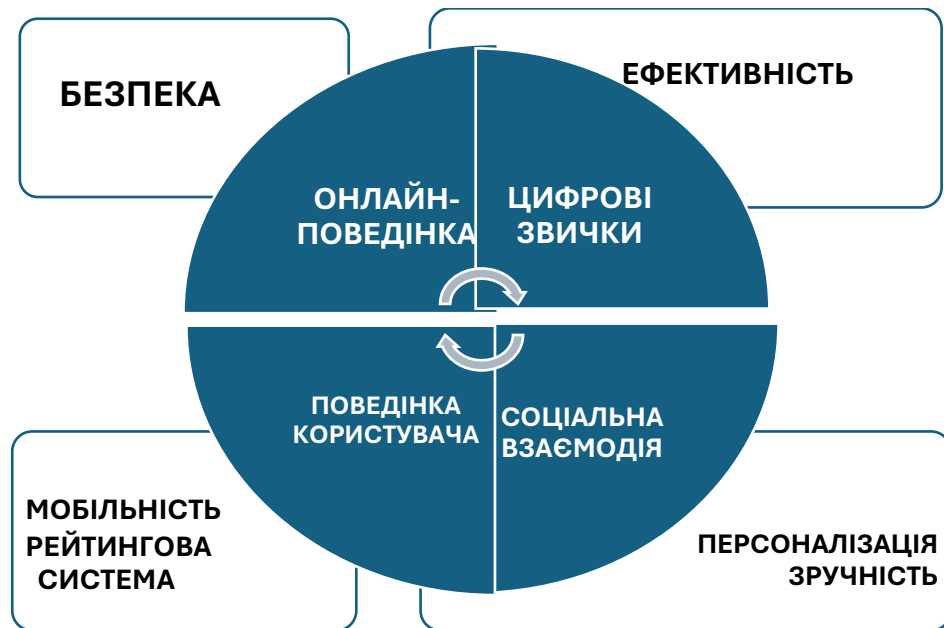 БЕЗПЕКА
ЕФЕКТИВНІСТЬ
ОНЛАЙН-
ПОВЕДІНКА
ЦИФРОВІ
ЗВИЧКИ
ПОВЕДІНКА
КОРИСТУВАЧА
СОЦІАЛЬНА
ВЗАЄМОДІЯ
МОБІЛЬНІСТЬ
РЕЙТИНГОВА
СИСТЕМА
ПЕРСОНАЛІЗАЦІЯ
ЗРУЧНІСТЬ